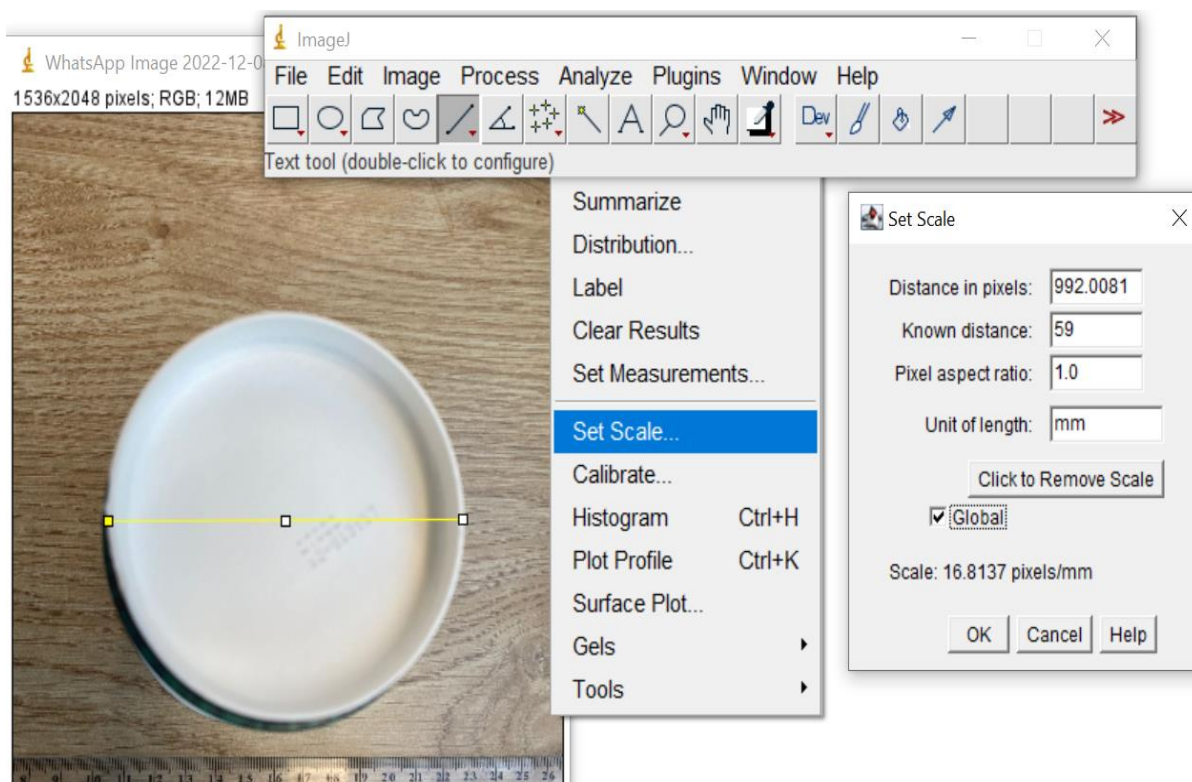 ImageJ
WhatsApp Image 2022-12-0
File Edit Image Process Analyze Plugins Window Help
1536x2048 pixels; RGB; 12MB
A Dev >>
Text tool (double-click to configure)
Summarize
Distribution...
Label
Clear Results
Set Measurements...
Set Scale...
Calibrate...
Histogram Ctrl+H
Plot Profile Ctrl+K
Surface Plot...
Gels
Tools
Set Scale
Distance in pixels: 992.0081
Known distance: 59
Pixel aspect ratio: 1.0
Unit of length: mm
Click to Remove Scale
Global
Scale: 16.8137 pixels/mm
OK Cancel Help
8 9 10 11 12 13 14 15 16 17 18 19 20 21 22 23 24 25 26